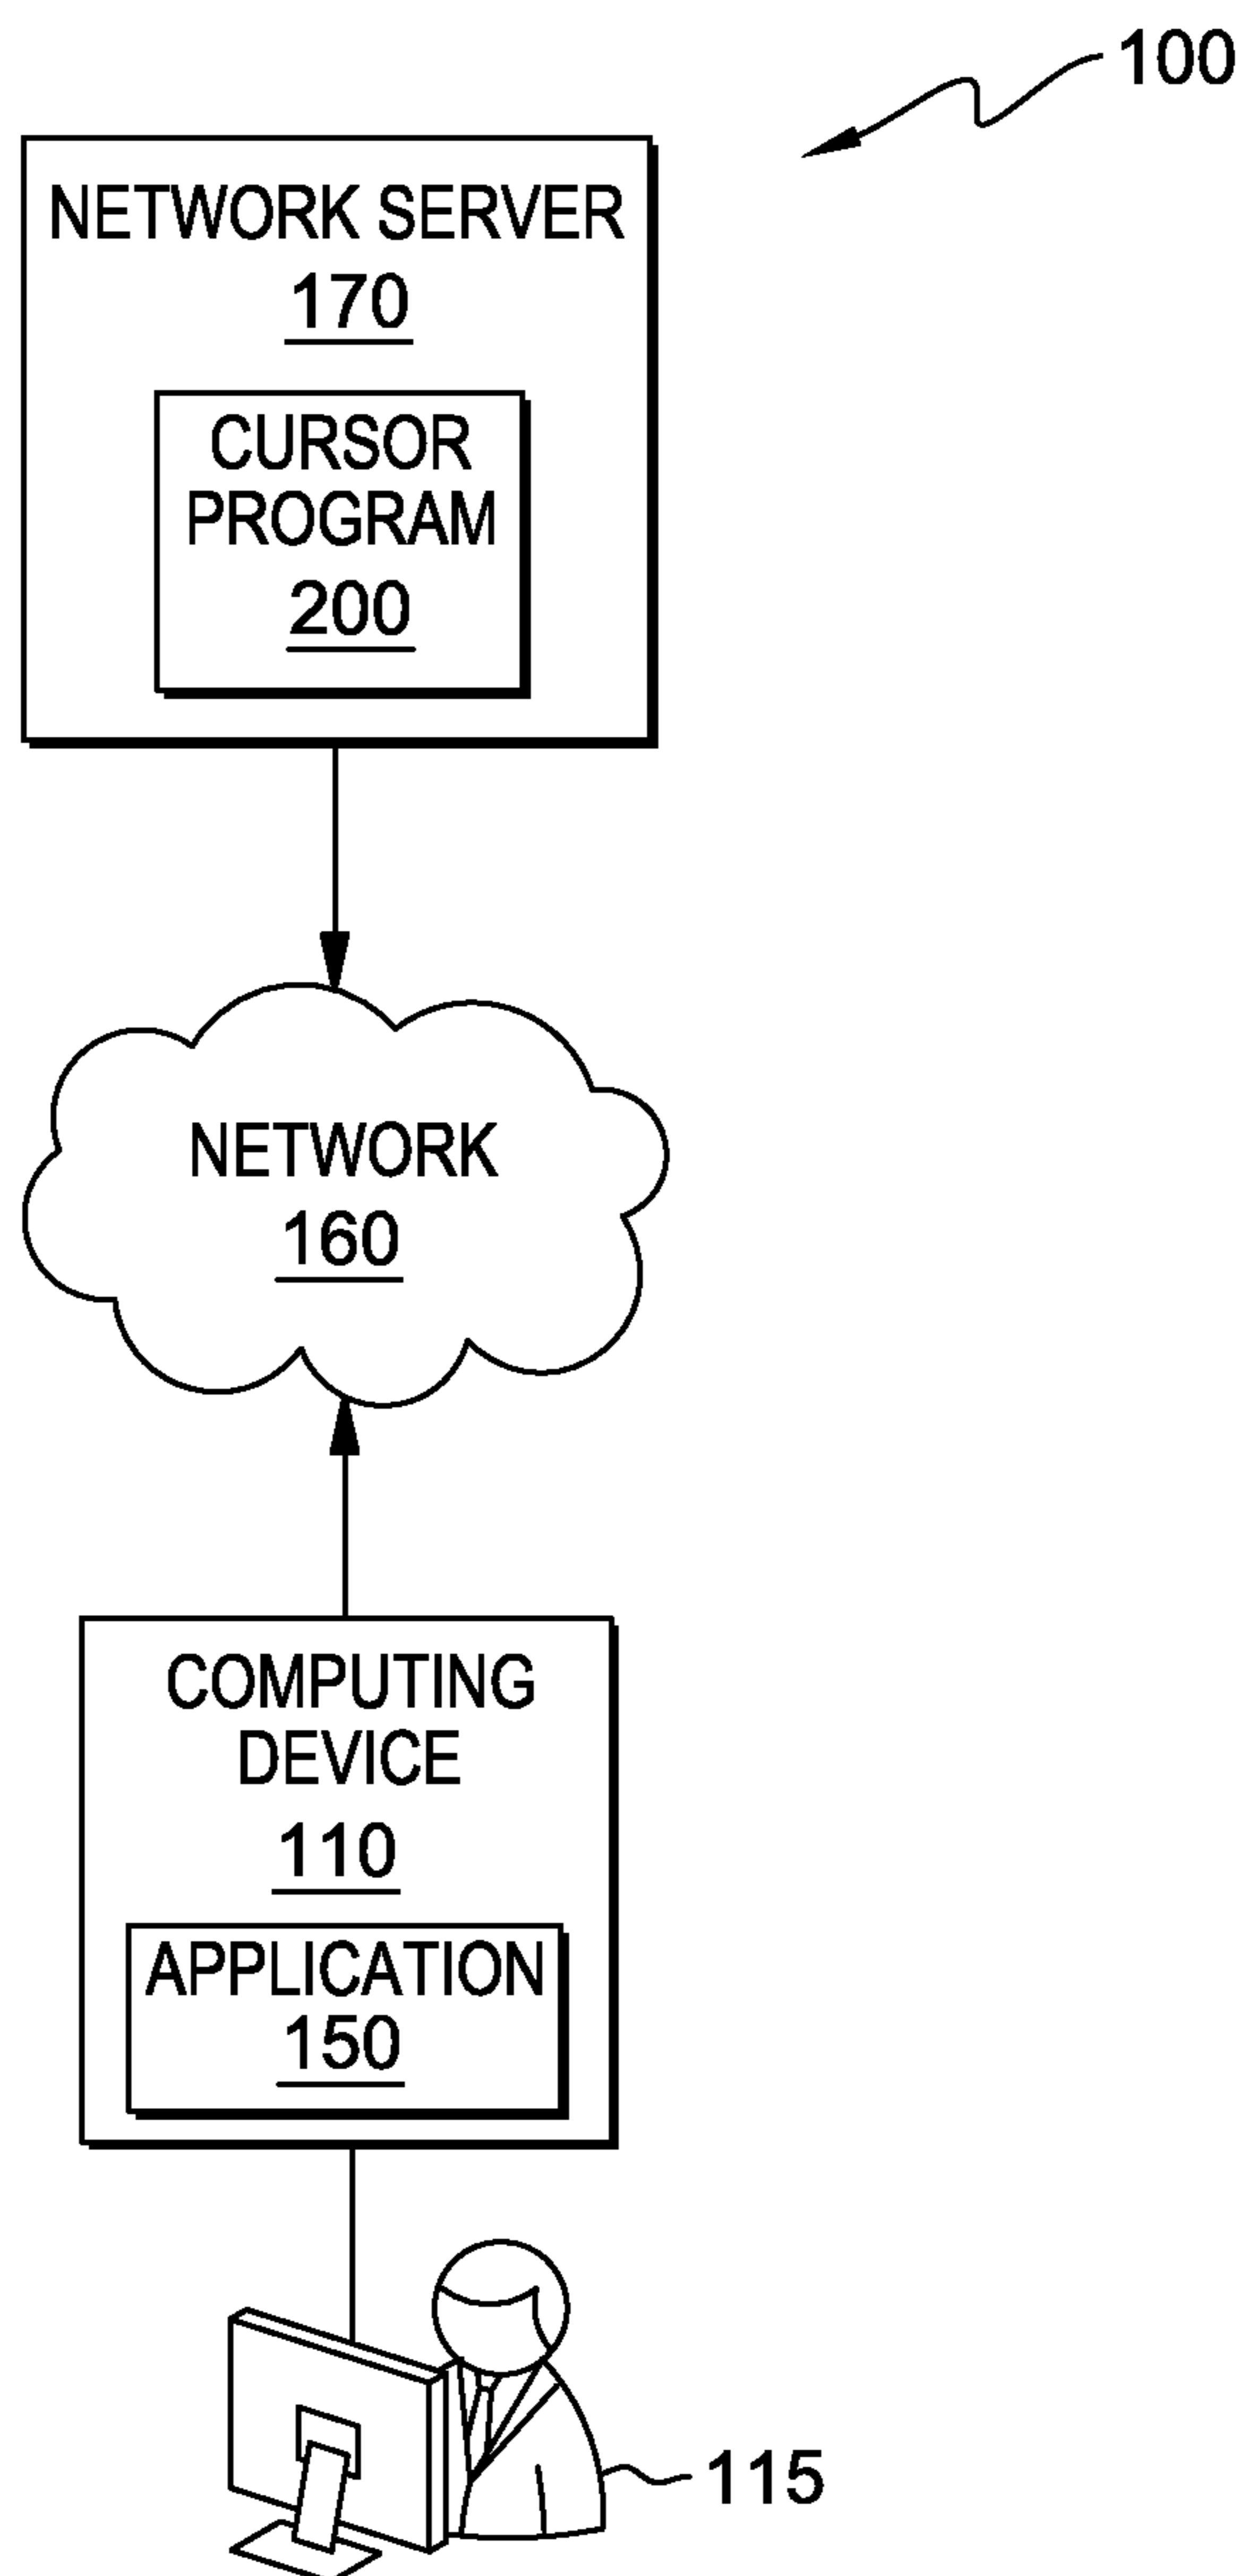 100
NETWORK SERVER
170
CURSOR
PROGRAM
200
NETWORK
160
COMPUTING
DEVICE
110
APPLICATION
150
115